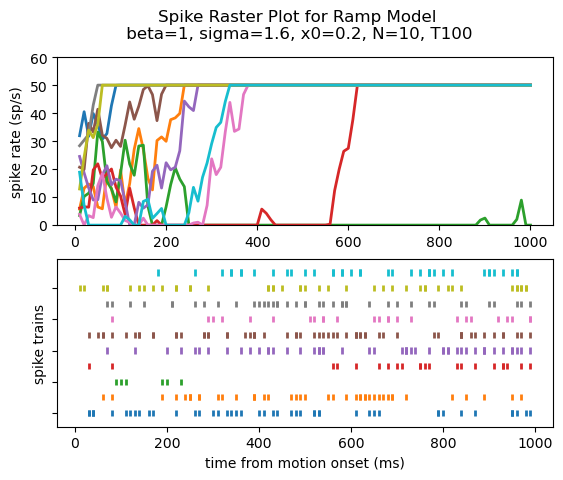 Spike Raster Plot for Ramp Model
beta=1, sigma=1.6, x0=0.2, N=10, T100
spike rate (sp/s)
60
50
40
30
20
10
0
0 200 400 600 800 1000
spike trains
0 200 400 600 800 1000
time from motion onset (ms)